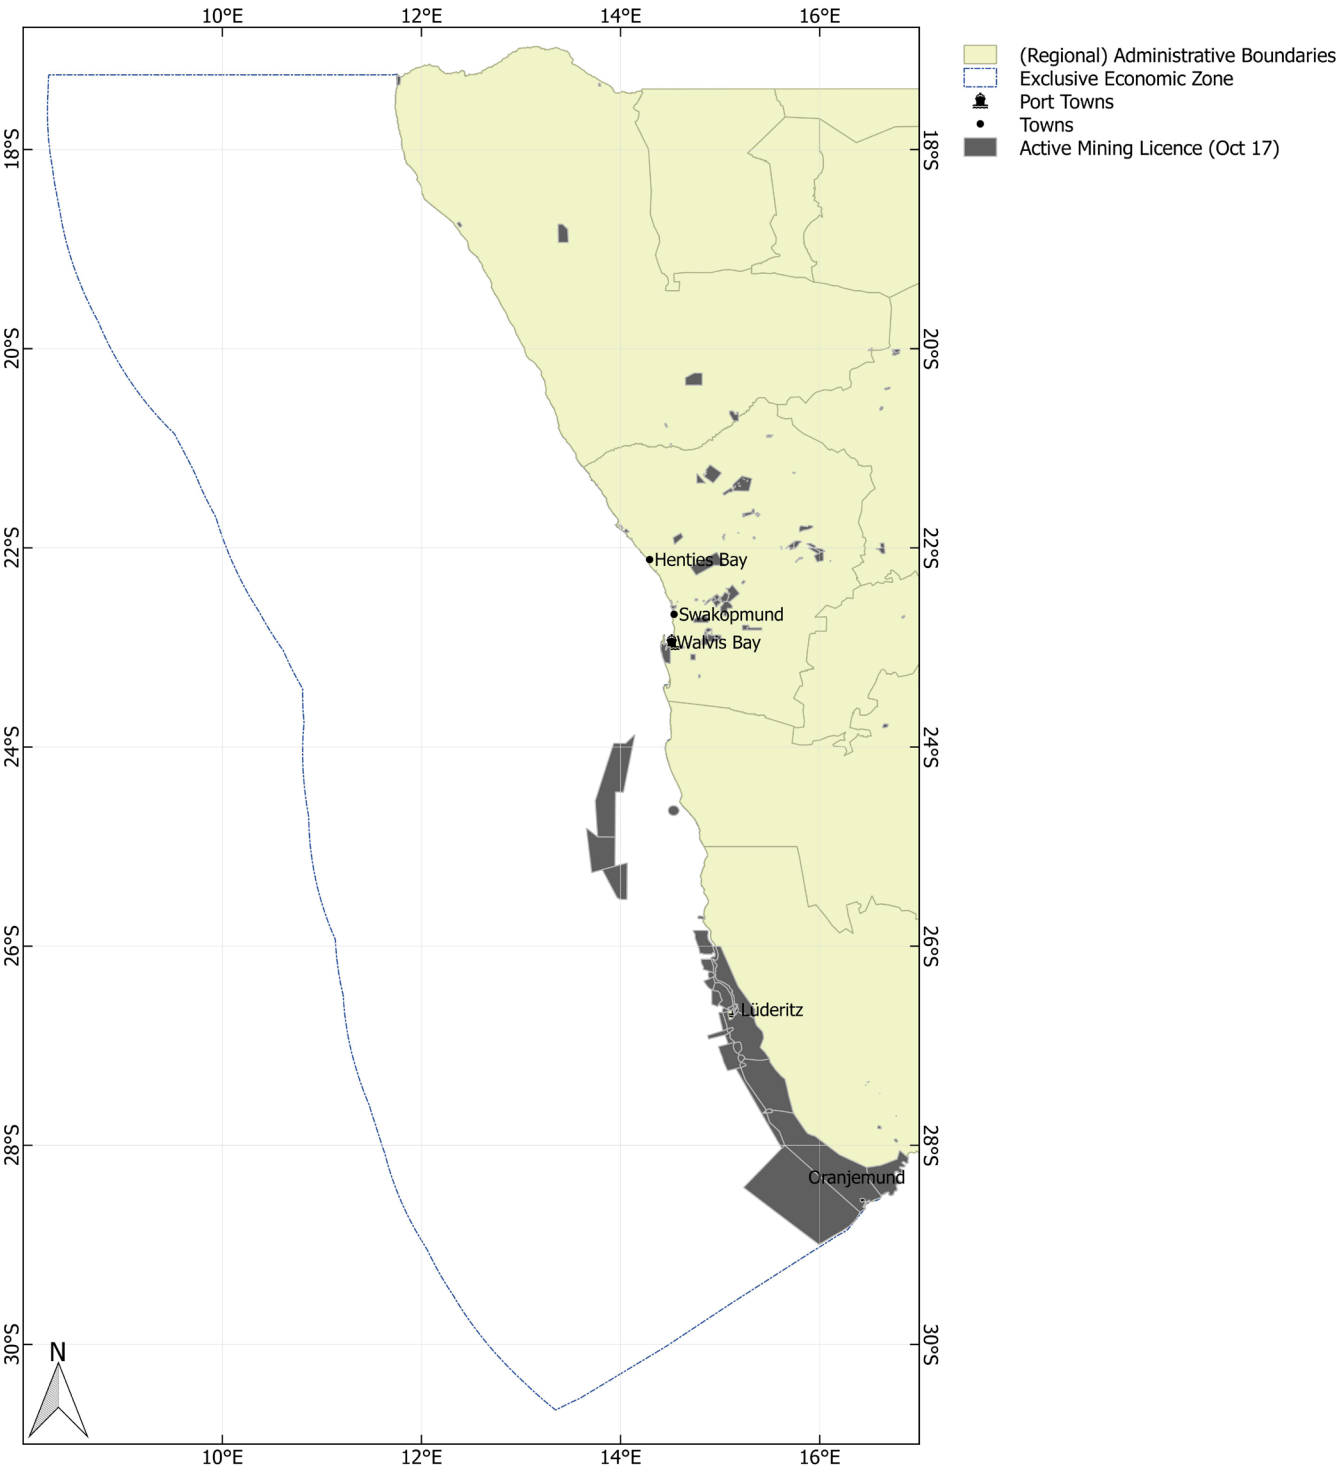 10°E 12°E 14°E 16°E
(Regional) Administrative Boundaries
Exclusive Economic Zone
Port Towns
Towns
Active Mining Licence (Oct 17)
18°S 18°S
20°S 20°S
22°S 22°S
Henties Bay
Swakopmund
Walvis Bay
24°S 24°S
26°S 26°S
Lüderitz
28°S 28°S
Oranjemund
30°S 30°S
N
10°E 12°E 14°E 16°E